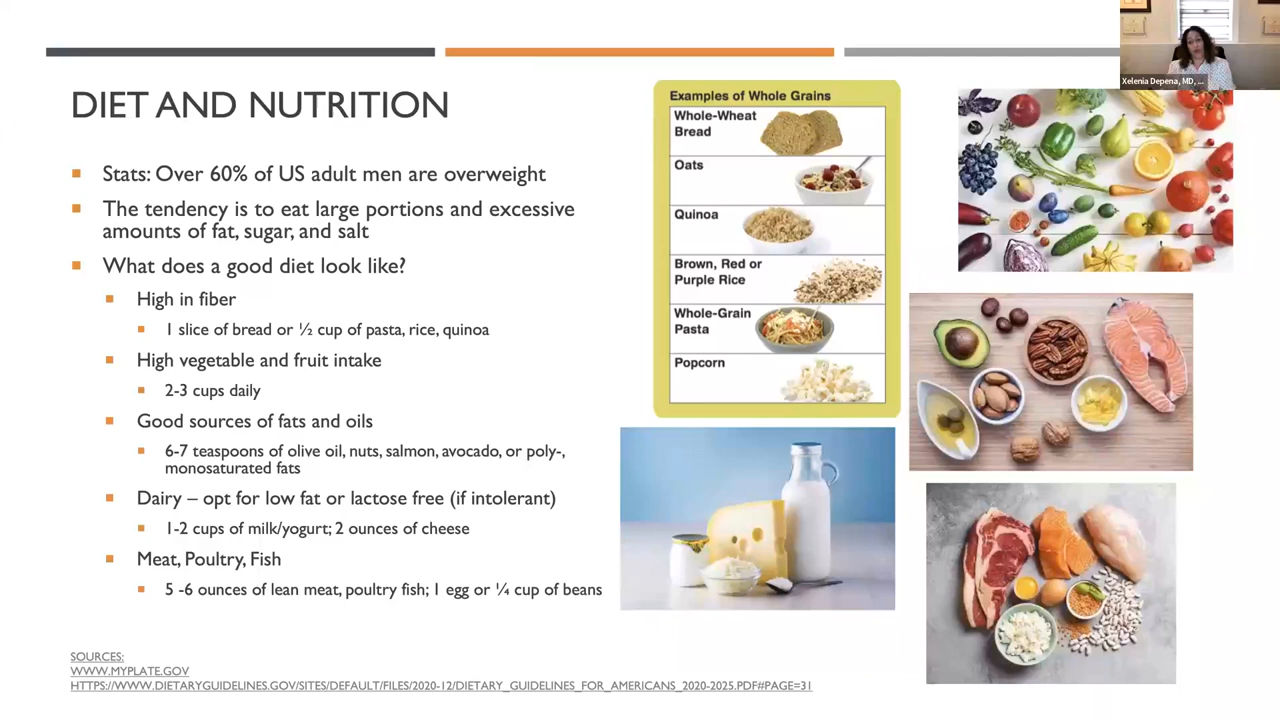 Xelenia Depena, MD, ...
DIET AND NUTRITION
Stats: Over 60% of US adult men are overweight
The tendency is to eat large portions and excessive
amounts of fat, sugar, and salt
What does a good diet look like?
High in fiber
1 slice of bread or ½ cup of pasta, rice, quinoa
High vegetable and fruit intake
2-3 cups daily
Good sources of fats and oils
6-7 teaspoons of olive oil, nuts, salmon, avocado, or poly-,
monosaturated fats
Dairy – opt for low fat or lactose free (if intolerant)
1-2 cups of milk/yogurt; 2 ounces of cheese
Meat, Poultry, Fish
5 -6 ounces of lean meat, poultry fish; 1 egg or ¼ cup of beans
Examples of Whole Grains
Whole-Wheat
Bread
Oats
Quinoa
Brown, Red or
Purple Rice
Whole-Grain
Pasta
Popcorn
SOURCES:
WWW.MYPLATE.GOV
HTTPS://WWW.DIETARYGUIDELINES.GOV/SITES/DEFAULT/FILES/2020-12/DIETARY_GUIDELINES_FOR_AMERICANS_2020-2025.PDF#PAGE=31